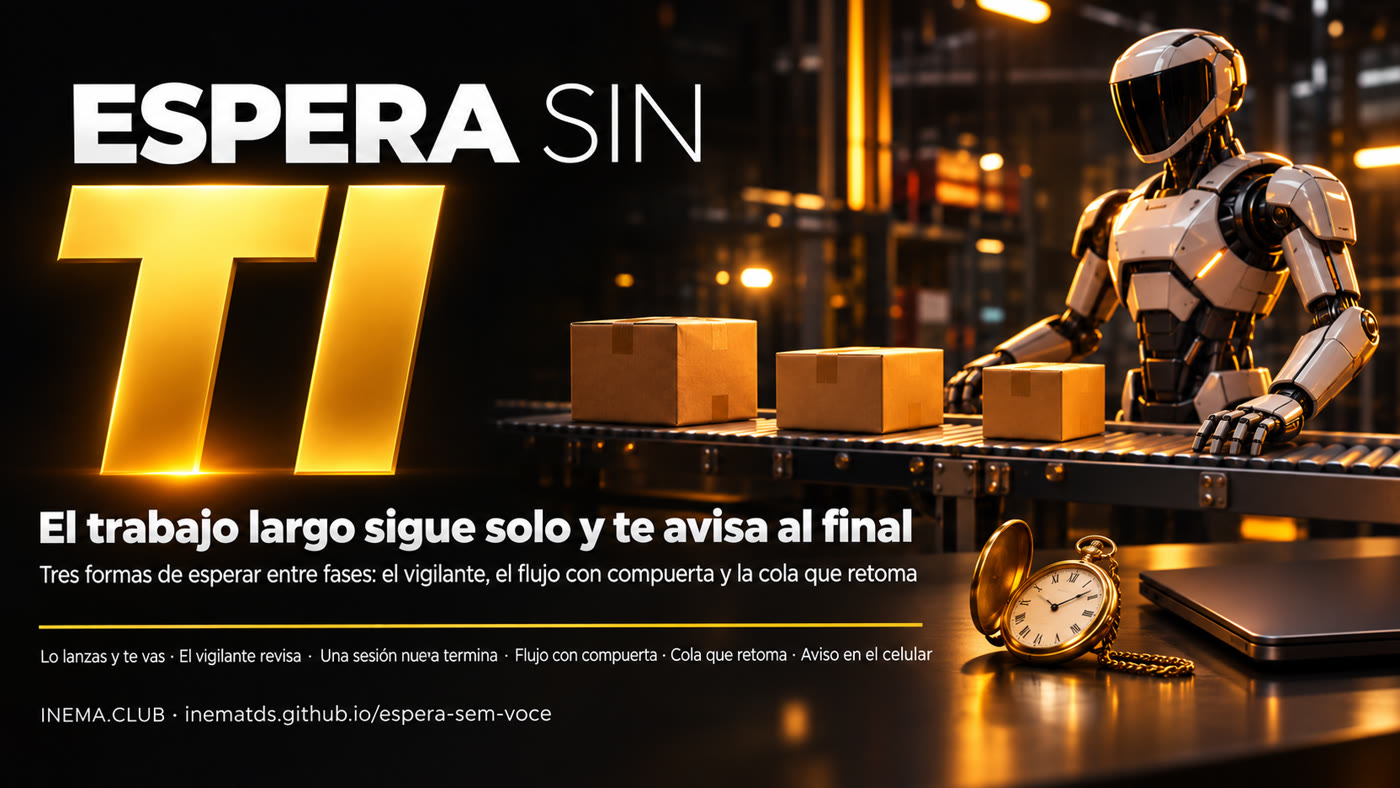 ESPERA SIN
TI
El trabajo largo sigue solo y te avisa al final
Tres formas de esperar entre fases: el vigilante, el flujo con compuerta y la cola que retoma
Lo lanzas y te vas · El vigilante revisa · Una sesión nueva termina · Flujo con compuerta · Cola que retoma · Aviso en el celular
INEMA.CLUB · inematds.github.io/espera-sem-voce